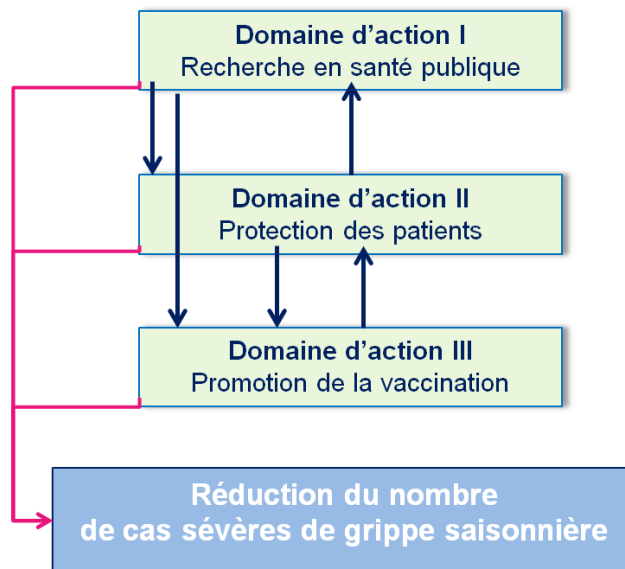 Domaine d’action I
Recherche en santé publique
Domaine d’action II
Protection des patients
Domaine d’action III
Promotion de la vaccination
Réduction du nombre
de cas sévères de grippe saisonnière